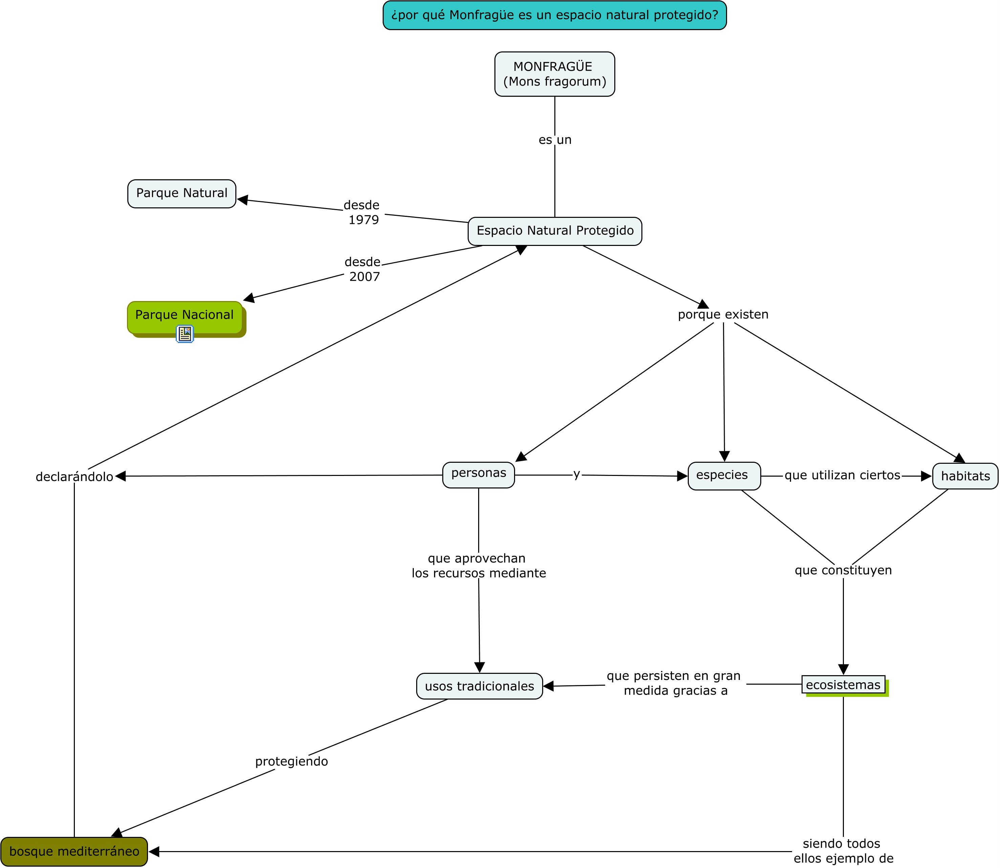 ¿por qué Monfragüe es un espacio natural protegido?
MONFRAGÜE
(Mons fragorum)
es un
Parque Natural
desde
1979
Espacio Natural Protegido
desde
2007
Parque Nacional
porque existen
declarándolo
personas
y
especies
que utilizan ciertos
habitats
que aprovechan
los recursos mediante
que constituyen
usos tradicionales
que persisten en gran
medida gracias a
ecosistemas
protegiendo
bosque mediterráneo
siendo todos
ellos ejemplo de